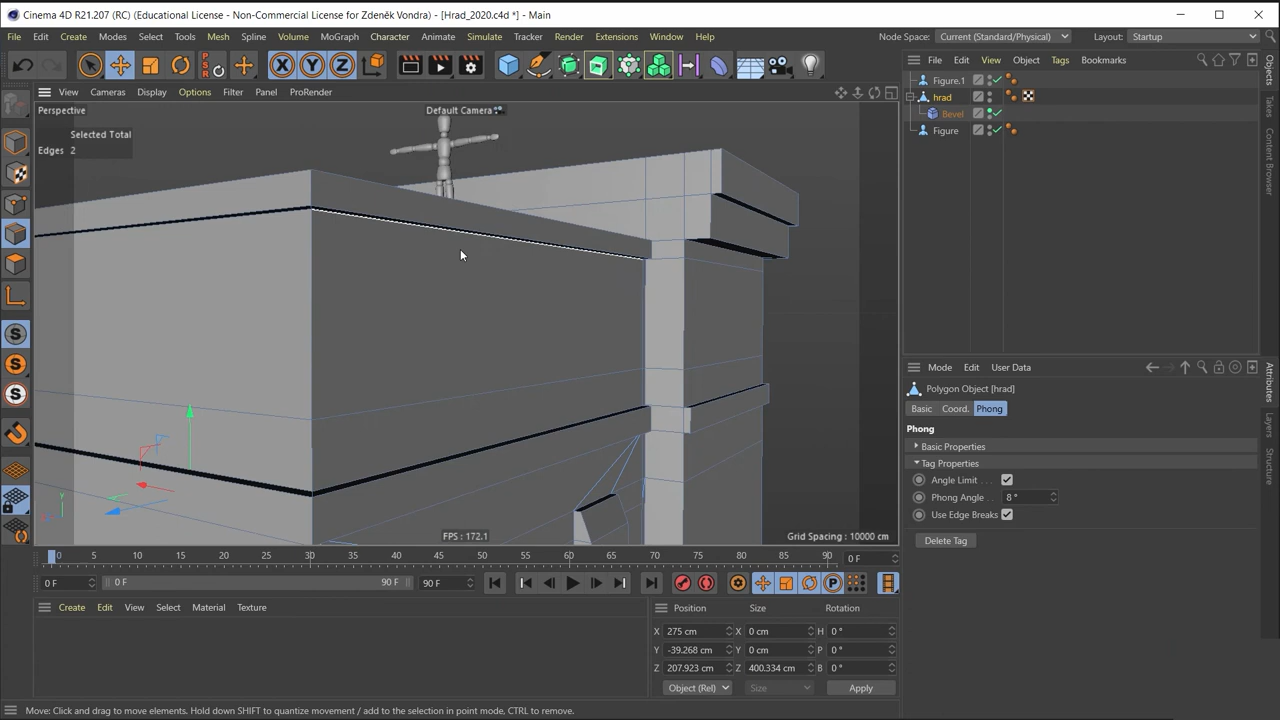 Cinema 4D R21.207 (RC) (Educational License - Non-Commercial License for Zdeněk Vondra) - [Hrad_2020.c4d *] - Main
File Edit Create Modes Select Tools Mesh Spline Volume MoGraph Character Animate Simulate Tracker Render Extensions Window Help Node Space: Current (Standard/Physical) Layout: Startup
X Y Z
File Edit View Object Tags Bookmarks
View Cameras Display Options Filter Panel ProRender
Perspective
Default Camera
Selected Total
Edges 2
Figure.1
hrad
Bevel
Figure
Objects
Takes
Content Browser
Mode Edit User Data
Polygon Object [hrad]
Basic Coord. Phong
Phong
Basic Properties
Tag Properties
Angle Limit
Phong Angle 8 °
Use Edge Breaks
Delete Tag
Attributes
Layers
Structure
FPS : 172.1
Grid Spacing : 10000 cm
0 5 10 15 20 25 30 35 40 45 50 55 60 65 70 75 80 85 90 0 F
0 F 0 F 90 F 90 F
Create Edit View Select Material Texture
Position Size Rotation
X 275 cm X 0 cm H 0 °
Y -39.268 cm Y 0 cm P 0 °
Z 207.923 cm Z 400.334 cm B 0 °
Object (Rel) Size Apply
Move: Click and drag to move elements. Hold down SHIFT to quantize movement / add to the selection in point mode, CTRL to remove.